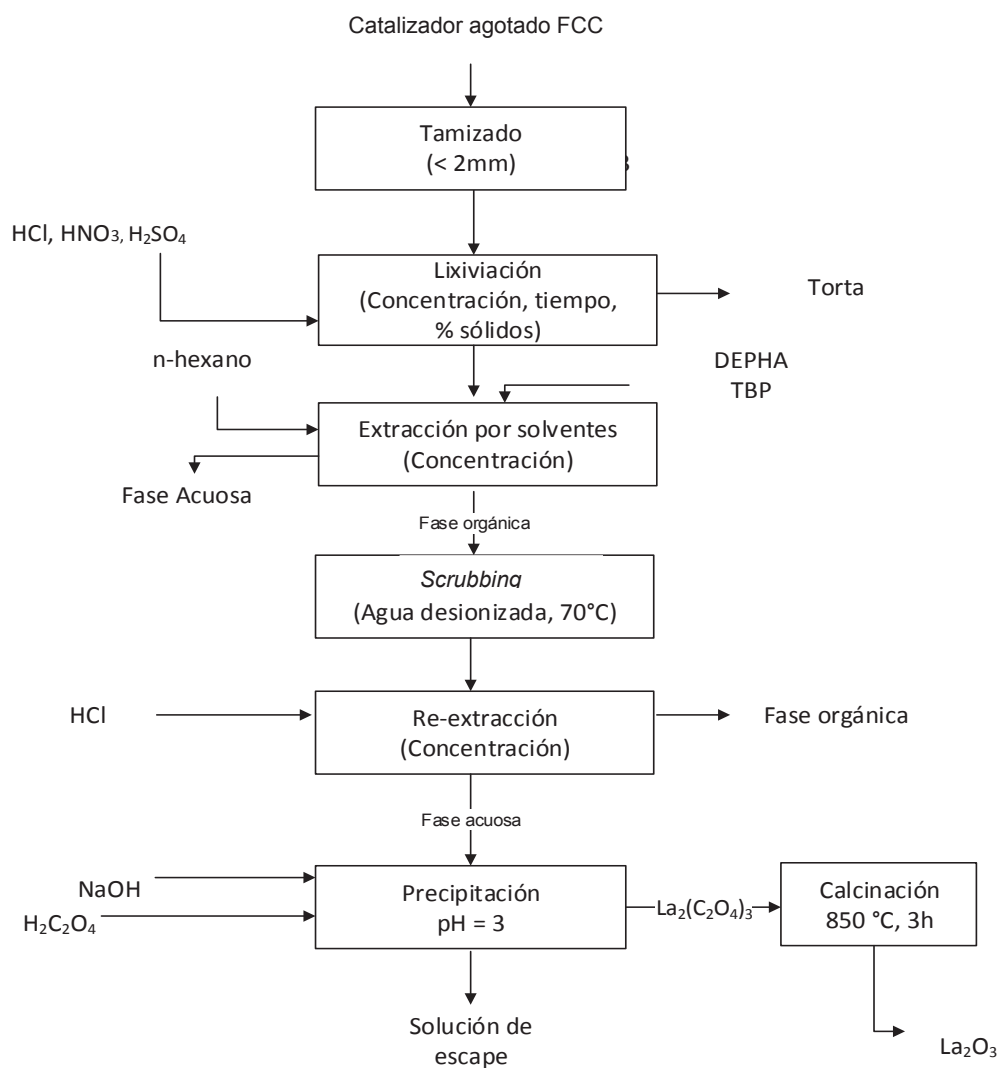 Catalizador agotado FCC
Tamizado
(< 2mm)
HCl, HNO₃, H₂SO₄
Lixiviación
(Concentración, tiempo,
% sólidos)
Torta
n-hexano
DEPHA
TBP
Extracción por solventes
(Concentración)
Fase Acuosa
Fase orgánica
Scrubbing
(Agua desionizada, 70°C)
HCl
Re-extracción
(Concentración)
Fase orgánica
Fase acuosa
NaOH
H₂C₂O₄
Precipitación
pH = 3
La₂(C₂O₄)₃
Calcinación
850 °C, 3h
Solución de
escape
La₂O₃